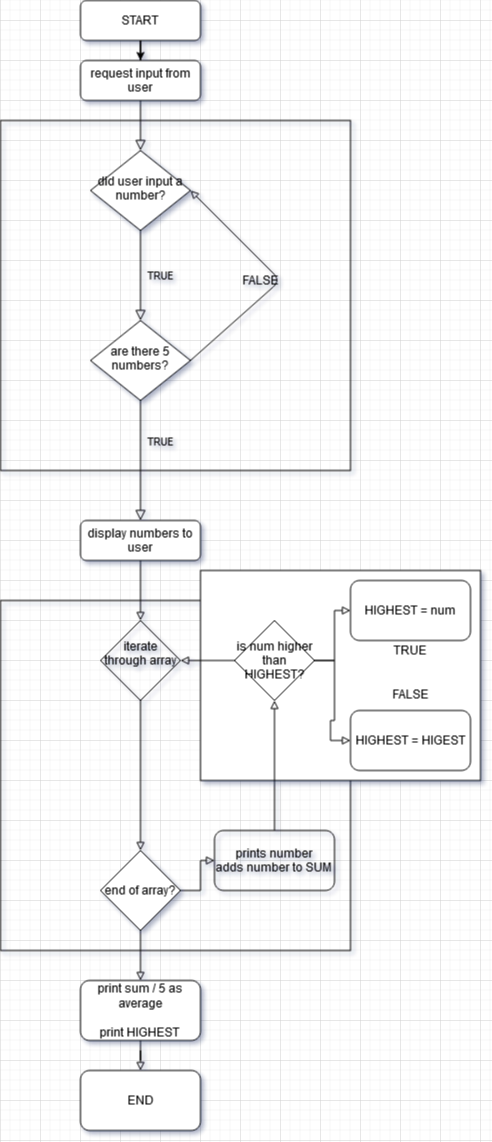 START
request input from
user
did user input a
number?
TRUE
FALSE
are there 5
numbers?
TRUE
display numbers to
user
iterate
through array
is num higher
than
HIGHEST?
HIGHEST = num
TRUE
FALSE
HIGHEST = HIGEST
prints number
adds number to SUM
end of array?
print sum / 5 as
average
print HIGHEST
END